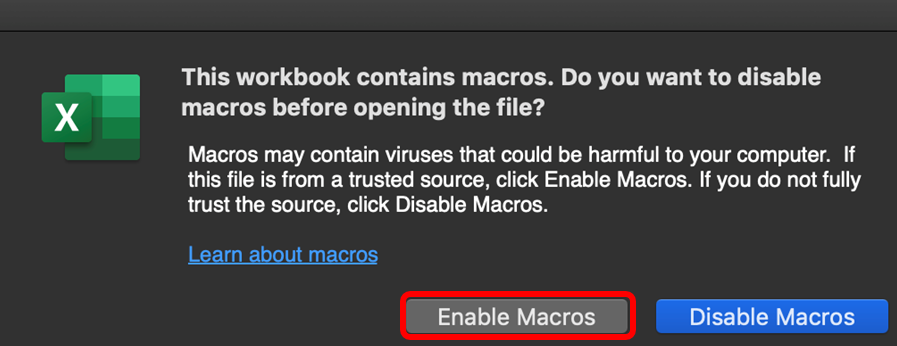 This workbook contains macros. Do you want to disable
macros before opening the file?
X
Macros may contain viruses that could be harmful to your computer.  If
this file is from a trusted source, click Enable Macros. If you do not fully
trust the source, click Disable Macros.
Learn about macros
Enable Macros
Disable Macros